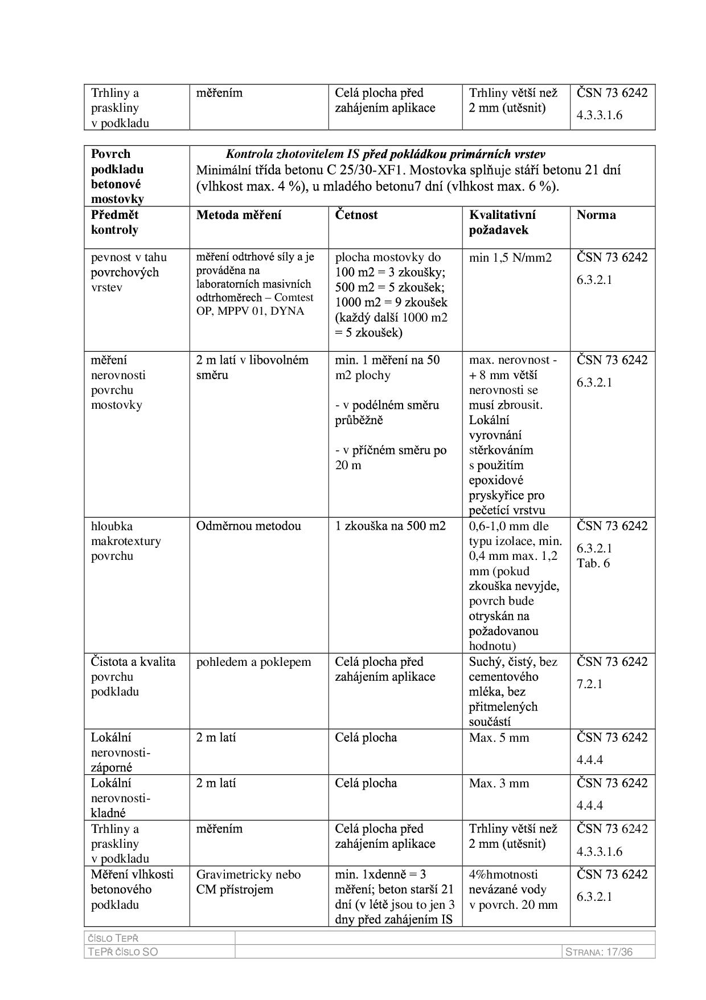 Trhliny a
praskliny
v podkladu
měřením
Celá plocha před
zahájením aplikace
Trhliny větší než
2 mm (utěsnit)
ČSN 73 6242
4.3.3.1.6
Povrch
podkladu
betonové
mostovky
Kontrola zhotovitelem IS před pokládkou primárních vrstev
Minimální třída betonu C 25/30-XF1. Mostovka splňuje stáří betonu 21 dní
(vlhkost max. 4 %), u mladého betonu7 dní (vlhkost max. 6 %).
Předmět
kontroly
Metoda měření
Četnost
Kvalitativní
požadavek
Norma
pevnost v tahu
povrchových
vrstev
měření odtrhové síly a je
prováděna na
laboratorních masivních
odtrhoměrech – Comtest
OP, MPPV 01, DYNA
plocha mostovky do
100 m2 = 3 zkoušky;
500 m2 = 5 zkoušek;
1000 m2 = 9 zkoušek
(každý další 1000 m2
= 5 zkoušek)
min 1,5 N/mm2
ČSN 73 6242
6.3.2.1
měření
nerovnosti
povrchu
mostovky
2 m latí v libovolném
směru
min. 1 měření na 50
m2 plochy
- v podélném směru
průběžně
- v příčném směru po
20 m
max. nerovnost -
+ 8 mm větší
nerovnosti se
musí zbrousit.
Lokální
vyrovnání
stěrkováním
s použitím
epoxidové
pryskyřice pro
pečetící vrstvu
ČSN 73 6242
6.3.2.1
hloubka
makrotextury
povrchu
Odměrnou metodou
1 zkouška na 500 m2
0,6-1,0 mm dle
typu izolace, min.
0,4 mm max. 1,2
mm (pokud
zkouška nevyjde,
povrch bude
otryskán na
požadovanou
hodnotu)
ČSN 73 6242
6.3.2.1
Tab. 6
Čistota a kvalita
povrchu
podkladu
pohledem a poklepem
Celá plocha před
zahájením aplikace
Suchý, čistý, bez
cementového
mléka, bez
přitmelených
součástí
ČSN 73 6242
7.2.1
Lokální
nerovnosti-
záporné
2 m latí
Celá plocha
Max. 5 mm
ČSN 73 6242
4.4.4
Lokální
nerovnosti-
kladné
2 m latí
Celá plocha
Max. 3 mm
ČSN 73 6242
4.4.4
Trhliny a
praskliny
v podkladu
měřením
Celá plocha před
zahájením aplikace
Trhliny větší než
2 mm (utěsnit)
ČSN 73 6242
4.3.3.1.6
Měření vlhkosti
betonového
podkladu
Gravimetricky nebo
CM přístrojem
min. 1xdenně = 3
měření; beton starší 21
dní (v létě jsou to jen 3
dny před zahájením IS
4%hmotnosti
nevázané vody
v povrch. 20 mm
ČSN 73 6242
6.3.2.1
ČÍSLO TEPŘ
TEPŘ ČÍSLO SO
STRANA: 17/36